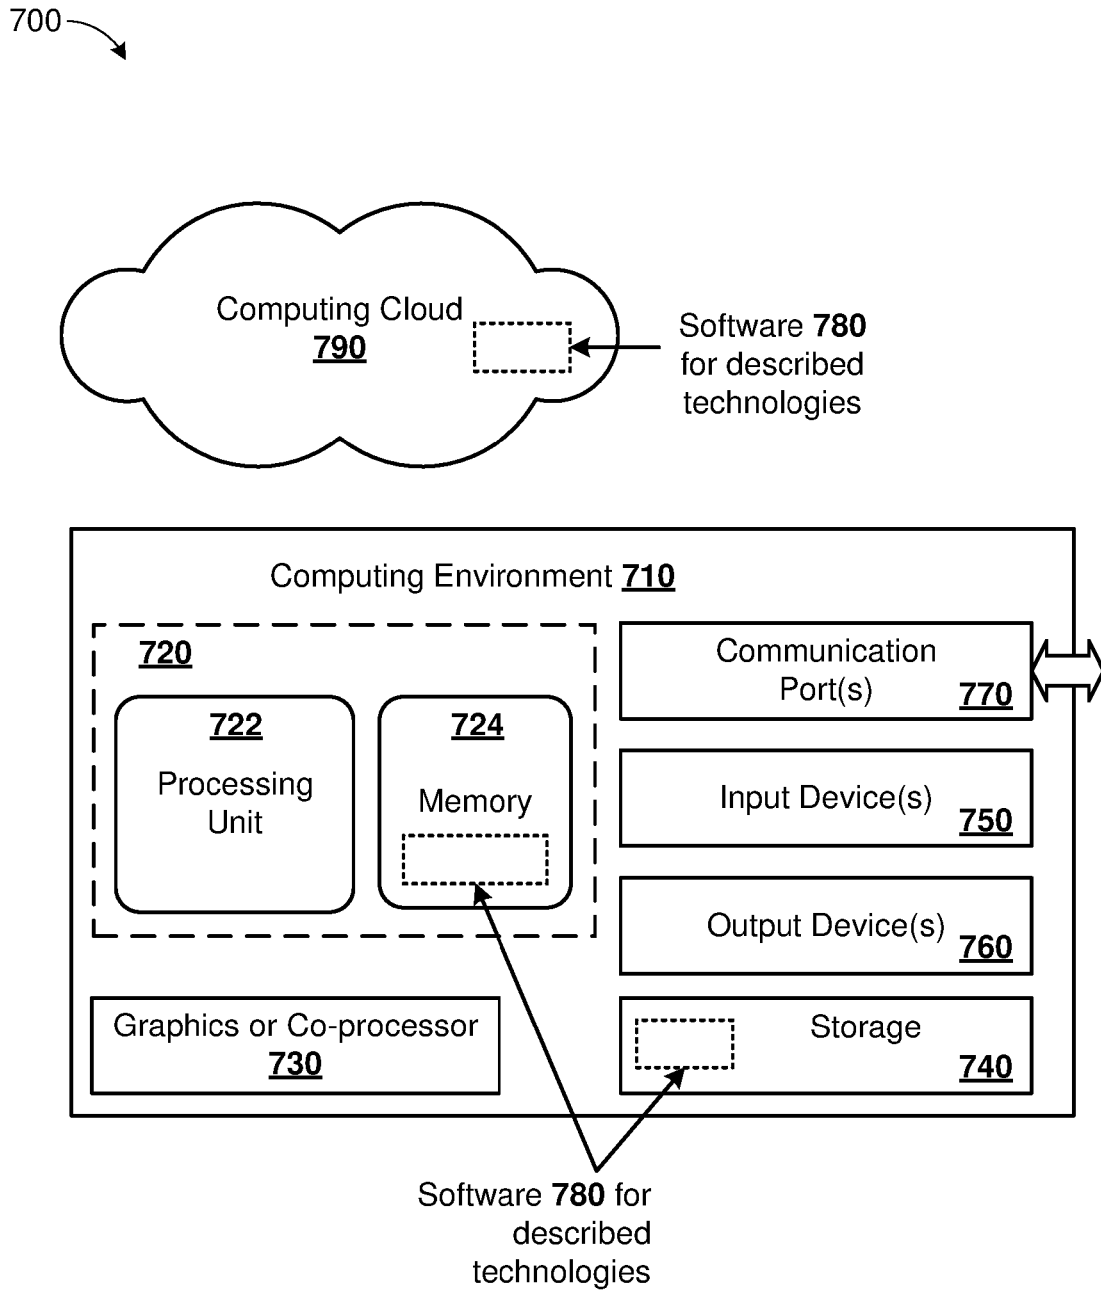 700
Computing Cloud
790
Software 780
for described
technologies
Computing Environment 710
720
722
Processing
Unit
724
Memory
Communication
Port(s)
770
Input Device(s)
750
Output Device(s)
760
Graphics or Co-processor
730
Storage
740
Software 780 for
described
technologies